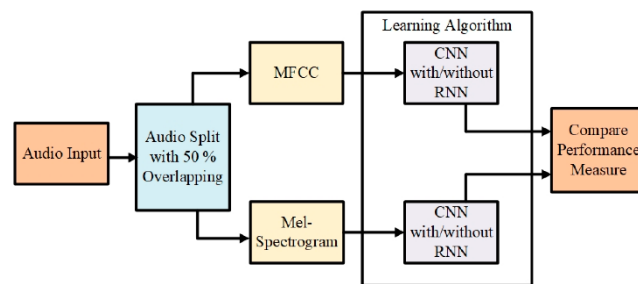 Learning Algorithm
MFCC
CNN
with/without
RNN
Audio Input
Audio Split
with 50 %
Overlapping
Compare
Performance
Measure
Mel-
Spectrogram
CNN
with/without
RNN